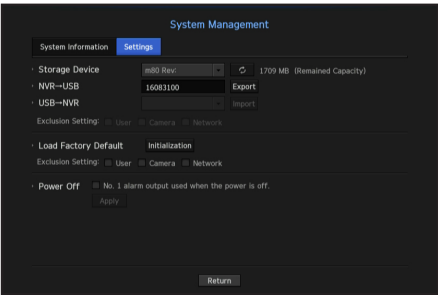 System Management
System Information Settings
Storage Device m80 Rev: 1709 MB (Remained Capacity)
NVR→USB 16083100 Export
USB→NVR Import
Exclusion Setting: User Camera Network
Load Factory Default Initialization
Exclusion Setting: User Camera Network
Power Off No. 1 alarm output used when the power is off.
Apply
Return